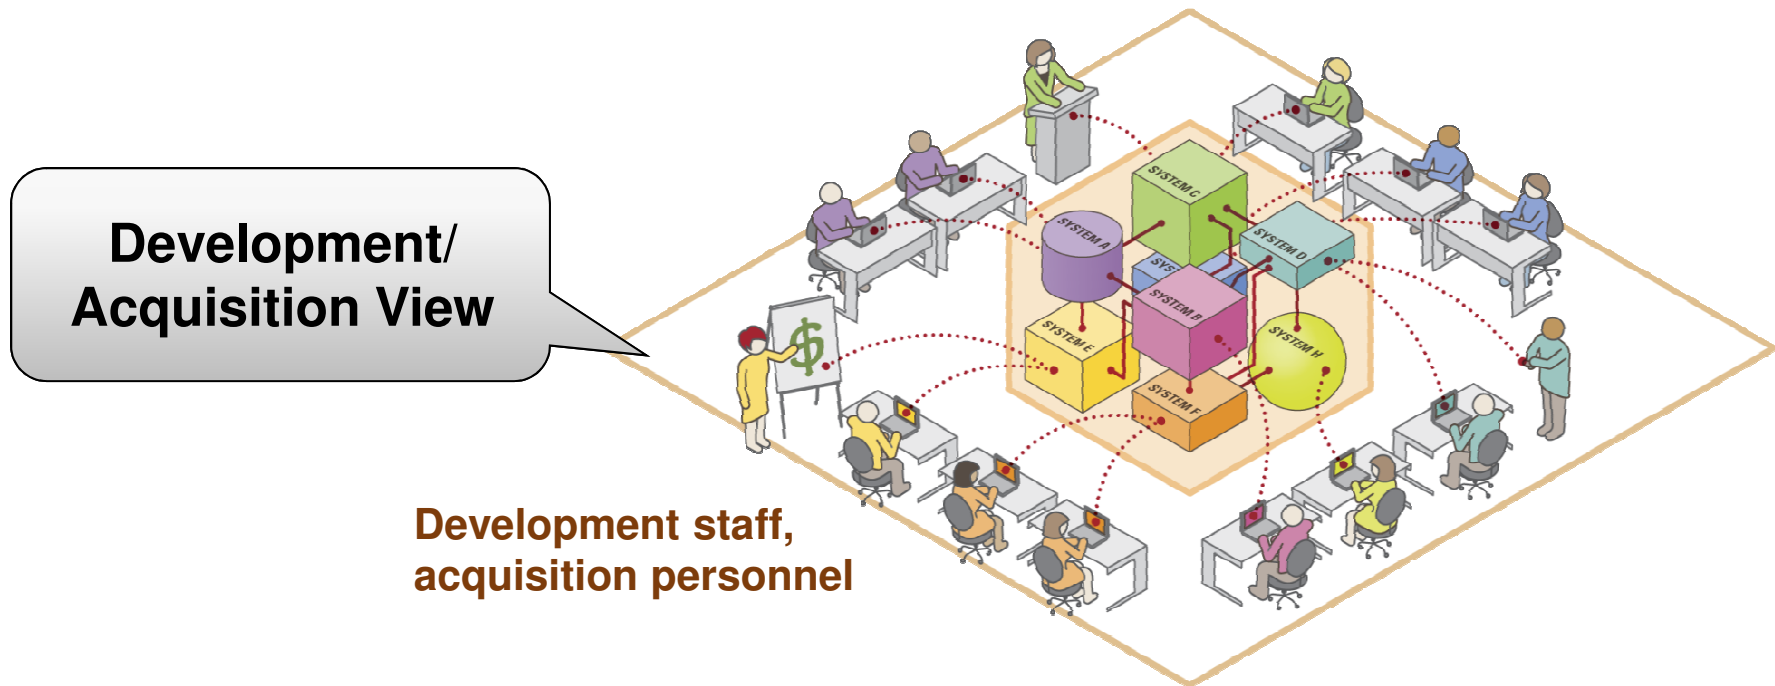 Development/
Acquisition View
SYSTEM C
SYSTEM A
SYSTEM D
SYSTEM B
SYSTEM E
SYSTEM H
SYSTEM F
$
Development staff,
acquisition personnel